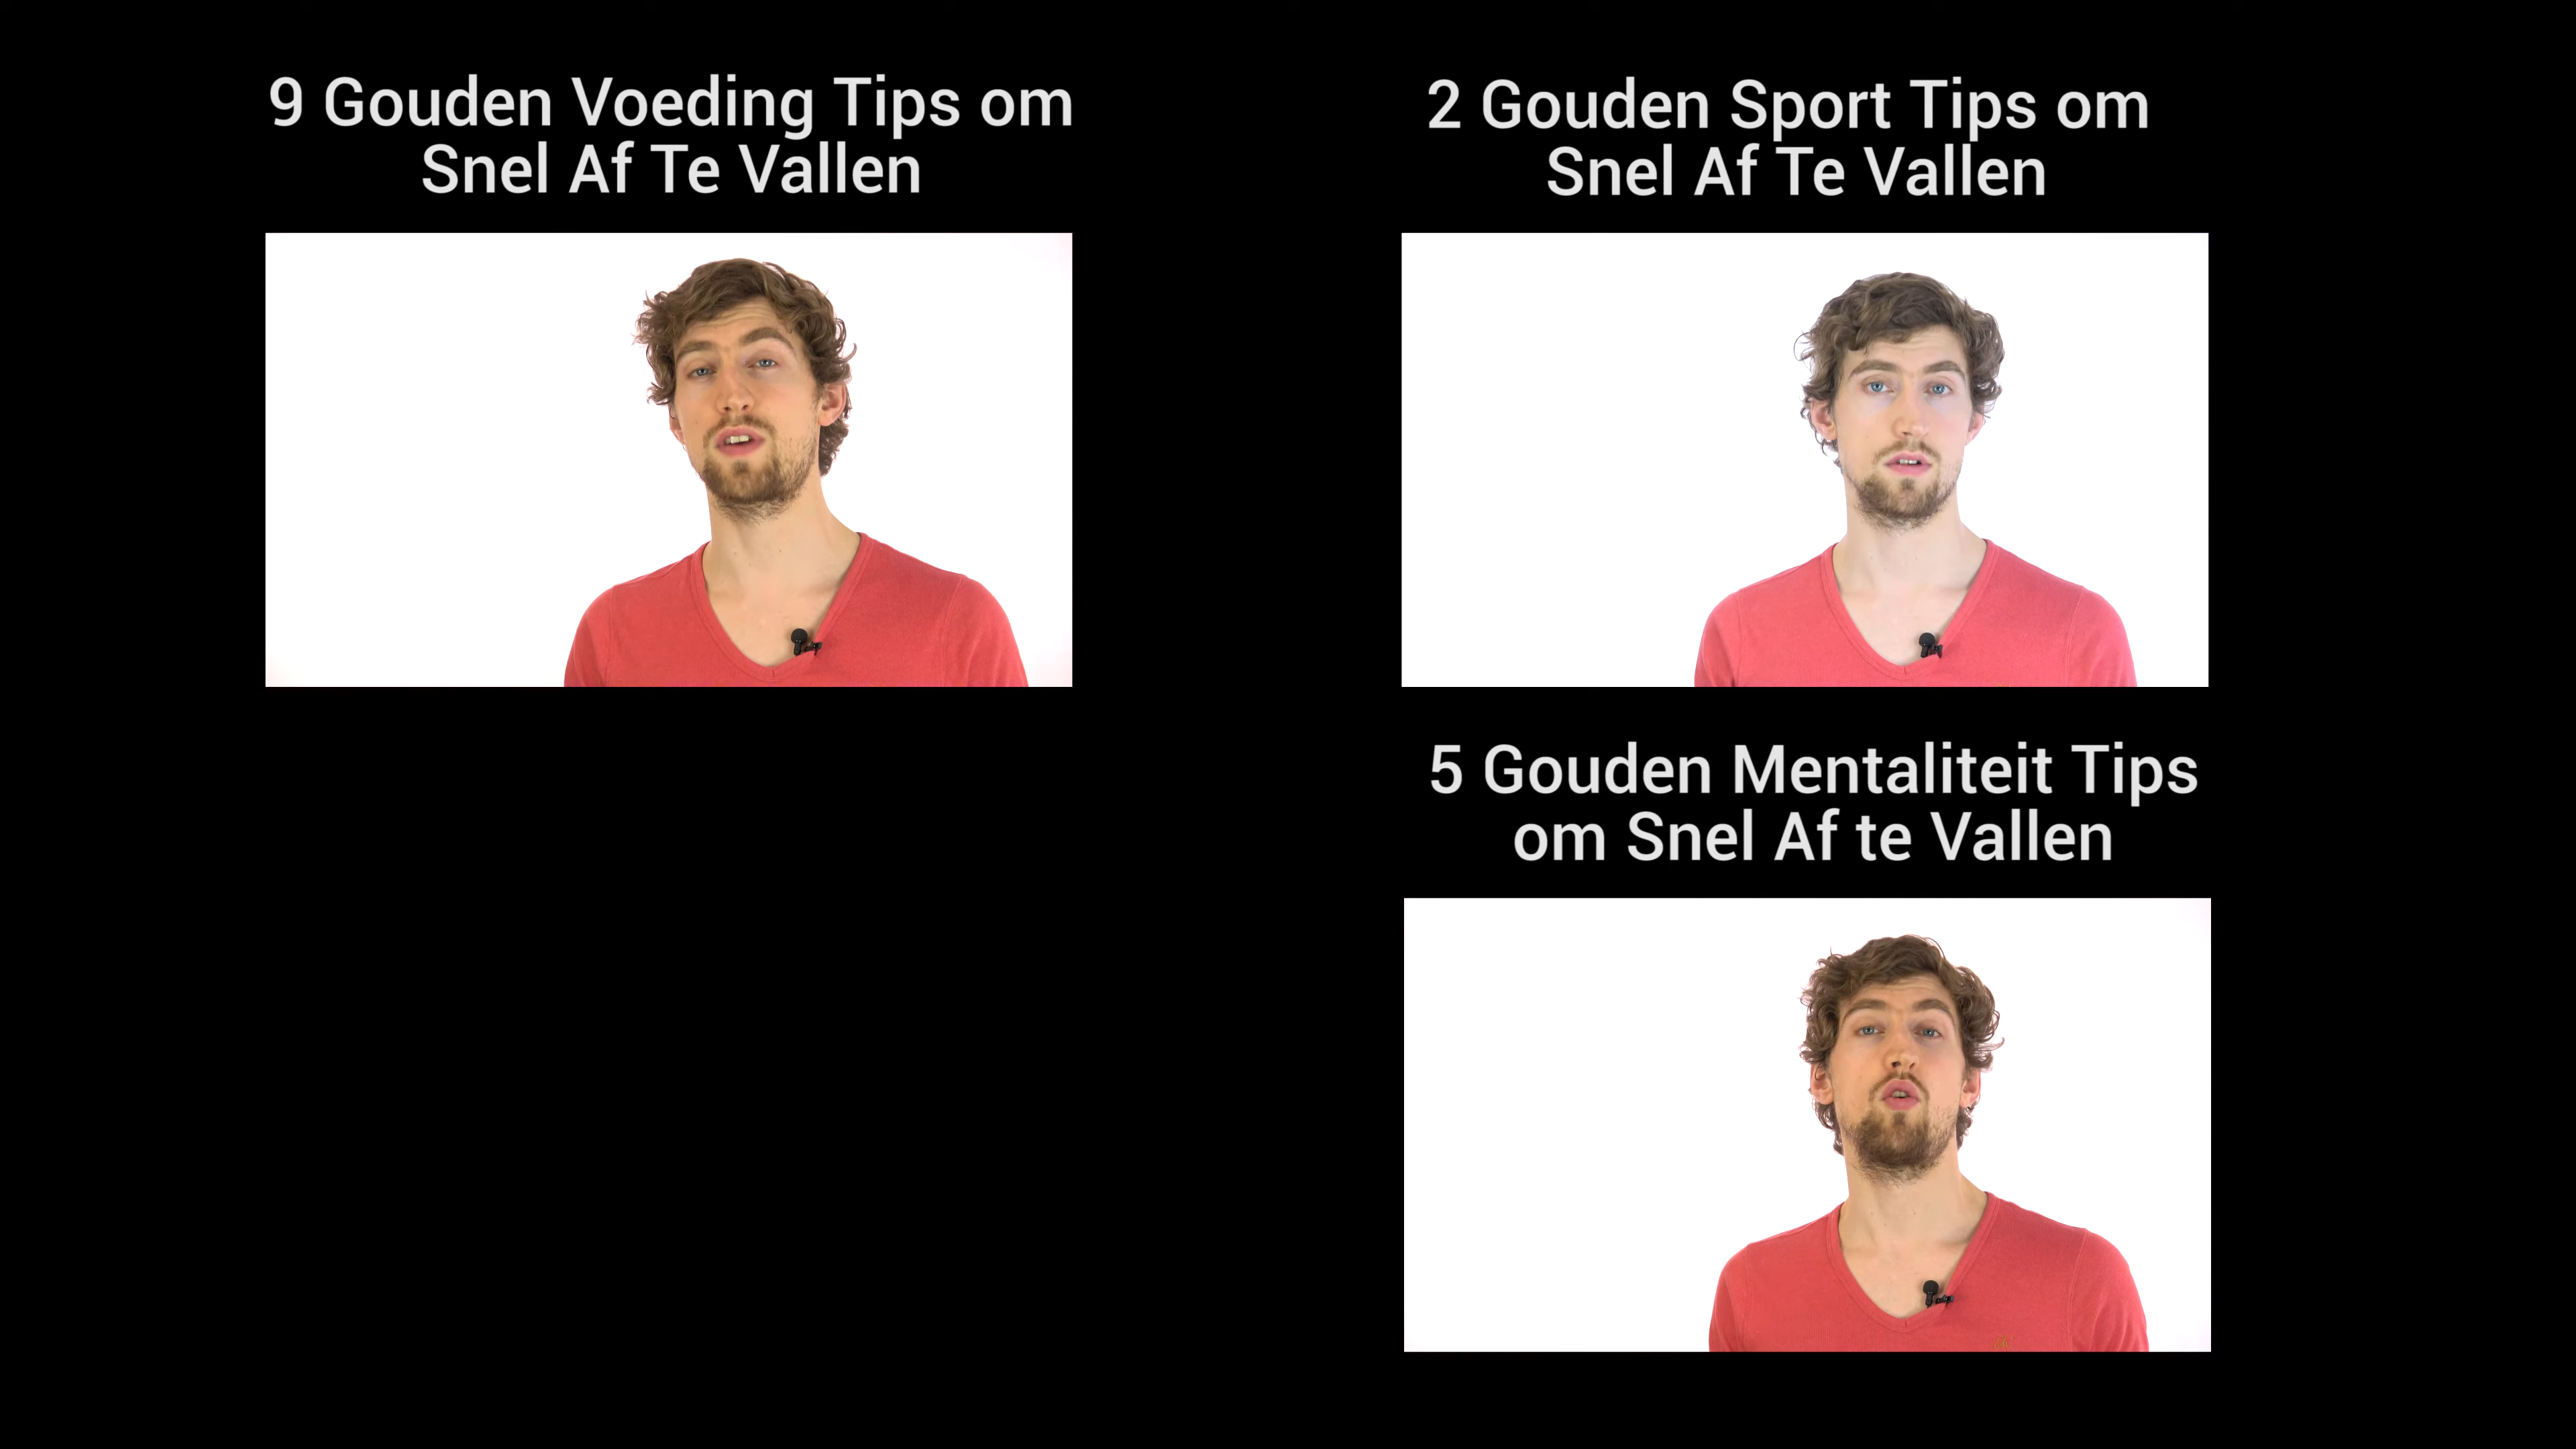 9 Gouden Voeding Tips om
Snel Af Te Vallen
2 Gouden Sport Tips om
Snel Af Te Vallen
5 Gouden Mentaliteit Tips
om Snel Af te Vallen